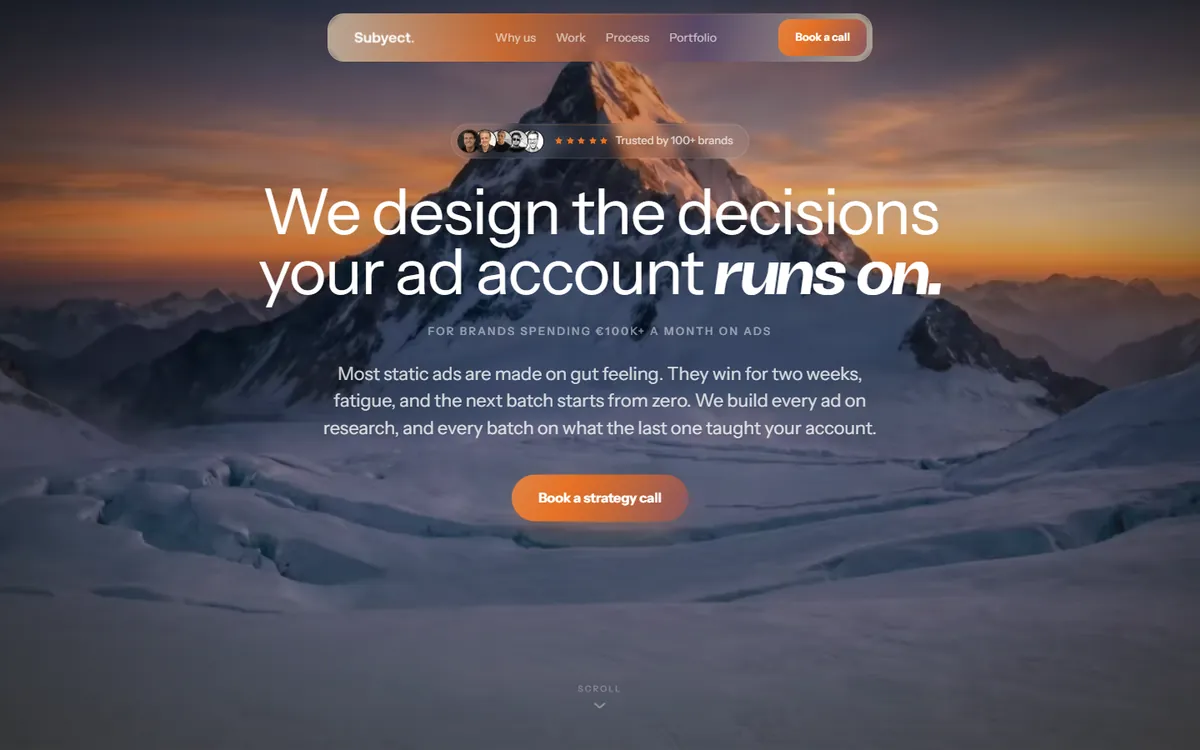 Subyect.
Why us
Work
Process
Portfolio
Book a call
Trusted by 100+ brands
We design the decisions
your ad account runs on.
FOR BRANDS SPENDING €100K+ A MONTH ON ADS
Most static ads are made on gut feeling. They win for two weeks,
fatigue, and the next batch starts from zero. We build every ad on
research, and every batch on what the last one taught your account.
Book a strategy call
SCROLL